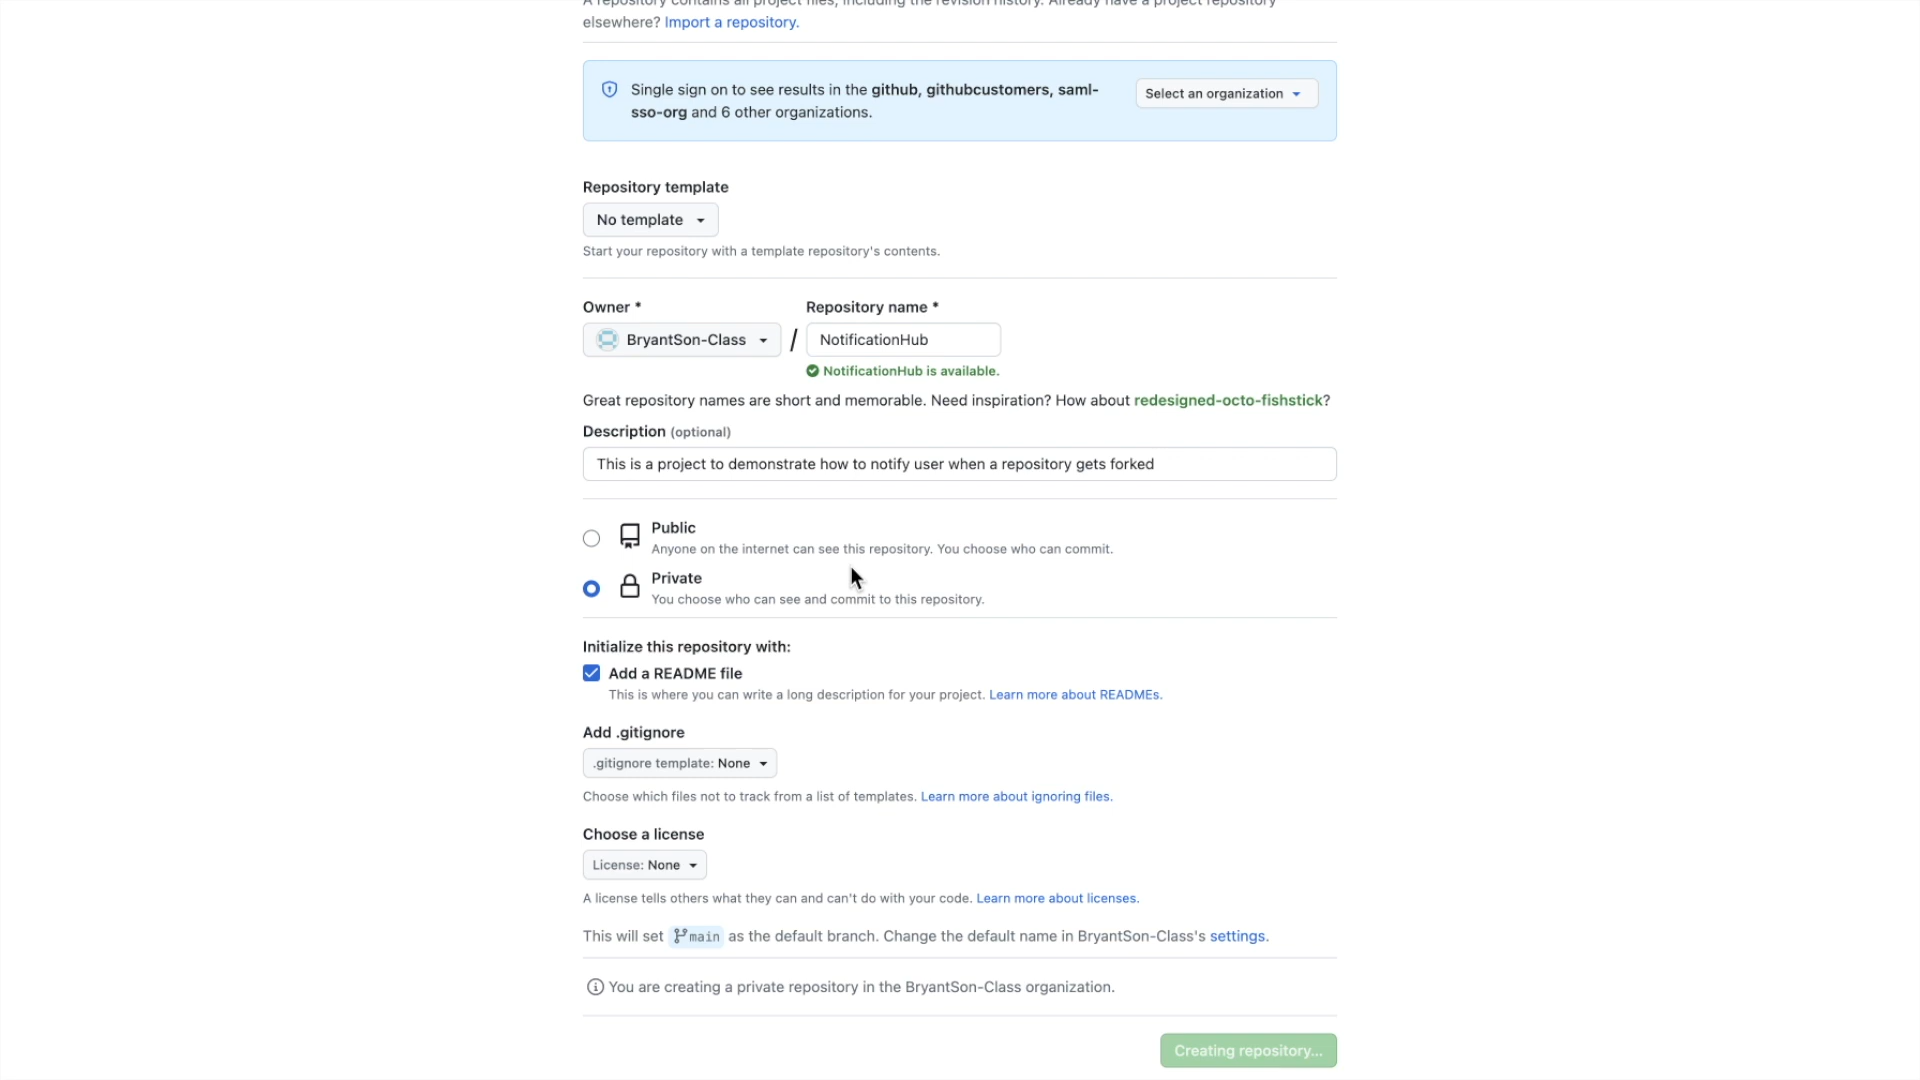 A repository contains all project files, including the revision history. Already have a project repository
elsewhere? Import a repository.
Single sign on to see results in the github, githubcustomers, saml-
sso-org and 6 other organizations.
Select an organization
Repository template
No template
Start your repository with a template repository's contents.
Owner *
Repository name *
BryantSon-Class
/
NotificationHub
NotificationHub is available.
Great repository names are short and memorable. Need inspiration? How about redesigned-octo-fishstick?
Description (optional)
This is a project to demonstrate how to notify user when a repository gets forked
Public
Anyone on the internet can see this repository. You choose who can commit.
Private
You choose who can see and commit to this repository.
Initialize this repository with:
Add a README file
This is where you can write a long description for your project. Learn more about READMEs.
Add .gitignore
.gitignore template: None
Choose which files not to track from a list of templates. Learn more about ignoring files.
Choose a license
License: None
A license tells others what they can and can't do with your code. Learn more about licenses.
This will set main as the default branch. Change the default name in BryantSon-Class's settings.
You are creating a private repository in the BryantSon-Class organization.
Creating repository...